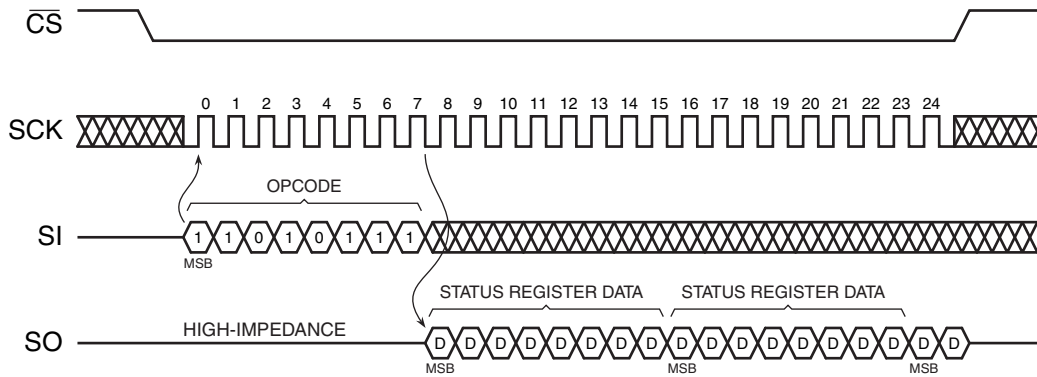 CS
0 1 2 3 4 5 6 7 8 9 10 11 12 13 14 15 16 17 18 19 20 21 22 23 24
SCK
OPCODE
SI 1 1 0 1 0 1 1 1
MSB
STATUS REGISTER DATA STATUS REGISTER DATA
HIGH-IMPEDANCE
SO D D D D D D D D D D D D D D D D D D
MSB MSB MSB